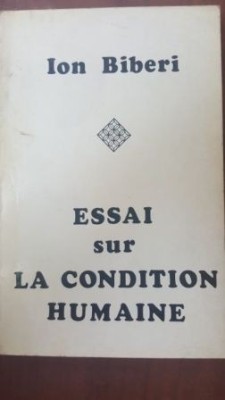 Ion Biberi
ESSAI
sur
LA CONDITION
HUMAINE